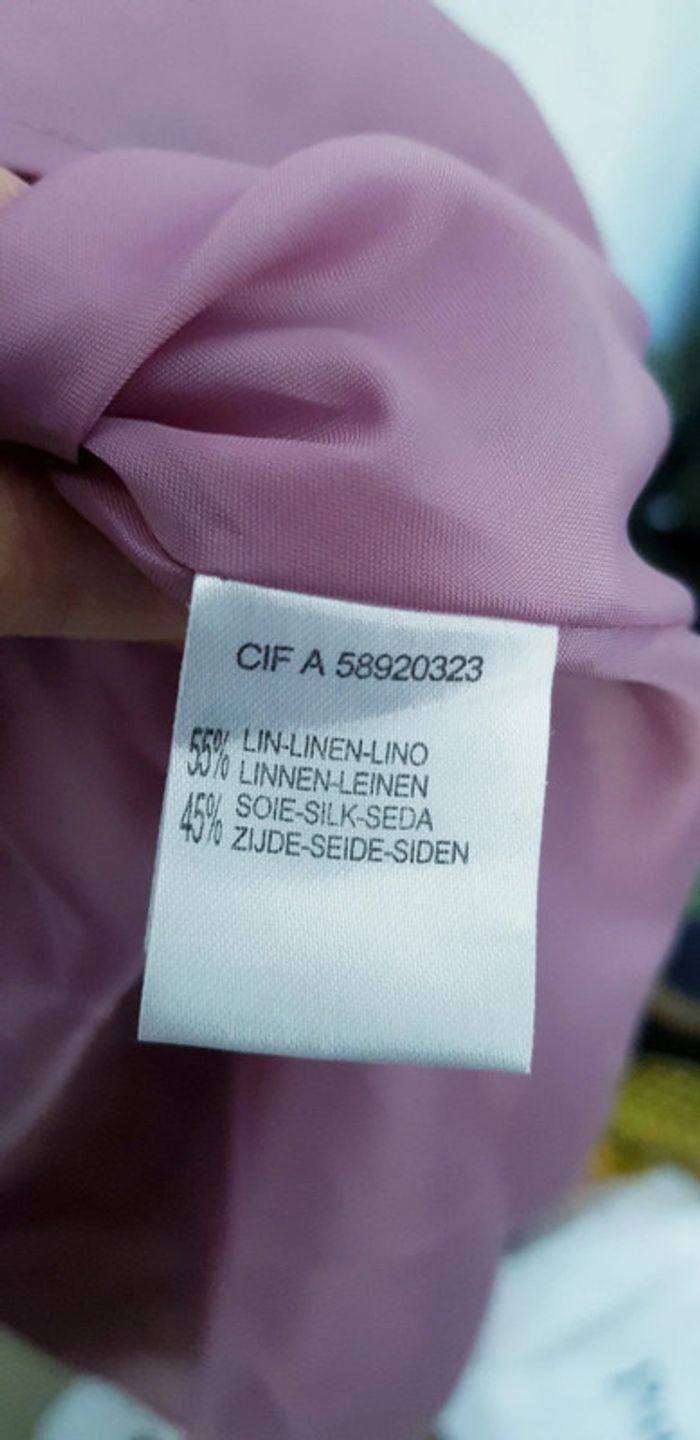 CIF A 58920323
55% LIN-LINEN-LINO
LINNEN-LEINEN
45% SOIE-SILK-SEDA
ZIJDE-SEIDE-SIDEN